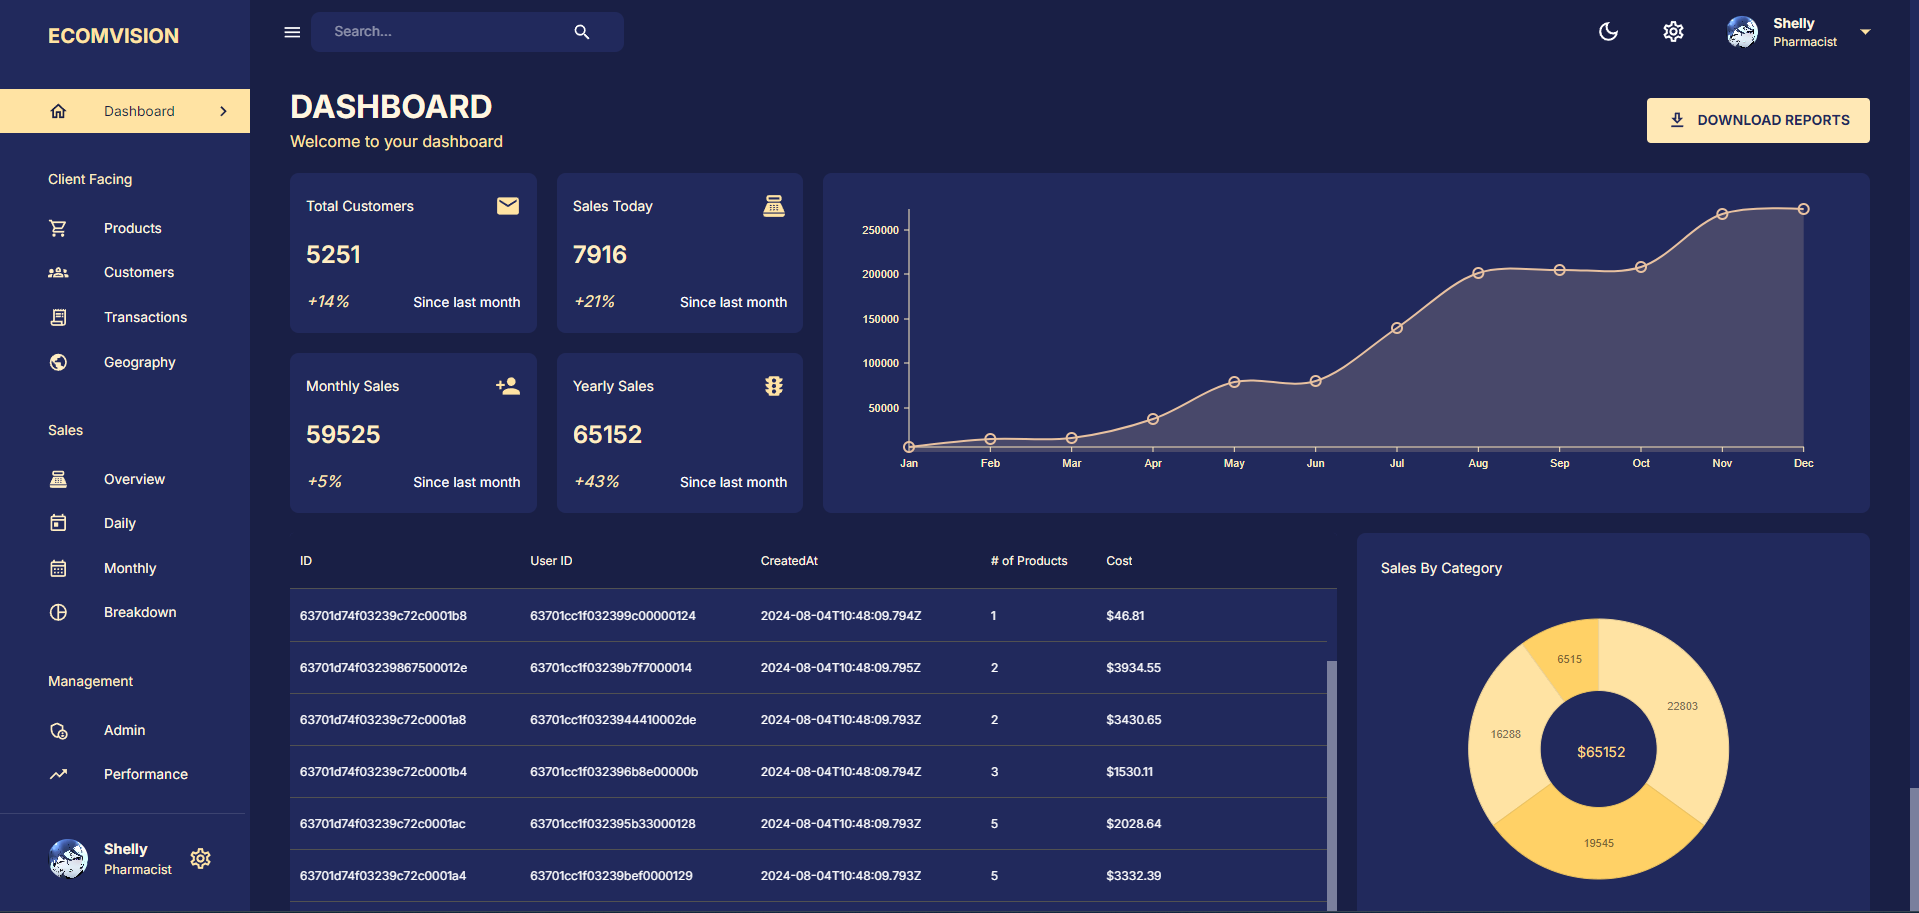 ECOMVISION
Dashboard
Client Facing
Products
Customers
Transactions
Geography
Sales
Overview
Daily
Monthly
Breakdown
Management
Admin
Performance
Shelly
Pharmacist
Search...
Shelly
Pharmacist
DASHBOARD
Welcome to your dashboard
DOWNLOAD REPORTS
Total Customers
5251
+14% Since last month
Sales Today
7916
+21% Since last month
Monthly Sales
59525
+5% Since last month
Yearly Sales
65152
+43% Since last month
250000
200000
150000
100000
50000
Jan Feb Mar Apr May Jun Jul Aug Sep Oct Nov Dec
ID User ID CreatedAt # of Products Cost
63701d74f03239c72c0001b8 63701cc1f032399c00000124 2024-08-04T10:48:09.794Z 1 $46.81
63701d74f03239867500012e 63701cc1f03239b7f7000014 2024-08-04T10:48:09.795Z 2 $3934.55
63701d74f03239c72c0001a8 63701cc1f0323944410002de 2024-08-04T10:48:09.793Z 2 $3430.65
63701d74f03239c72c0001b4 63701cc1f032396b8e00000b 2024-08-04T10:48:09.794Z 3 $1530.11
63701d74f03239c72c0001ac 63701cc1f032395b33000128 2024-08-04T10:48:09.793Z 5 $2028.64
63701d74f03239c72c0001a4 63701cc1f03239bef0000129 2024-08-04T10:48:09.793Z 5 $3332.39
Sales By Category
6515
22803
16288
$65152
19545